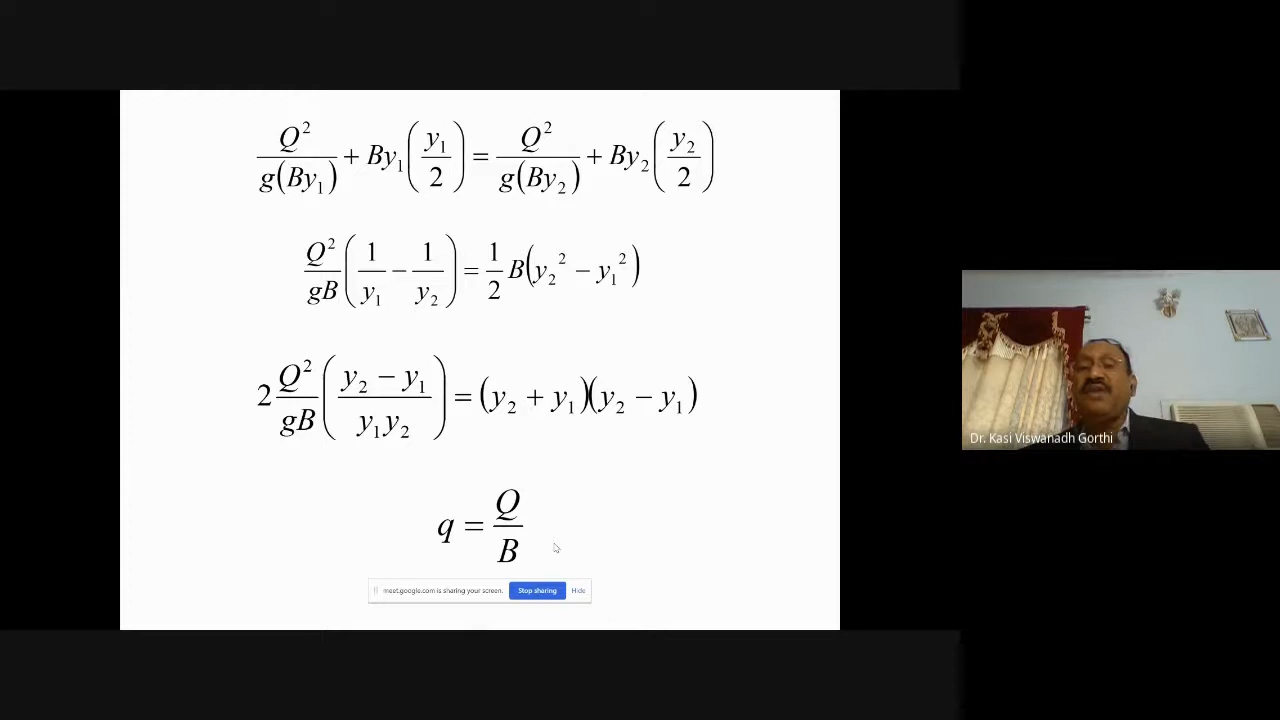 Q²/g(By₁) + By₁(y₁/2) = Q²/g(By₂) + By₂(y₂/2)
Q²/gB (1/y₁ − 1/y₂) = 1/2 B(y₂² − y₁²)
2 Q²/gB ((y₂ − y₁)/y₁y₂) = (y₂ + y₁)(y₂ − y₁)
q = Q/B
meet.google.com is sharing your screen. Stop sharing Hide
Dr. Kasi Viswanadh Gorthi